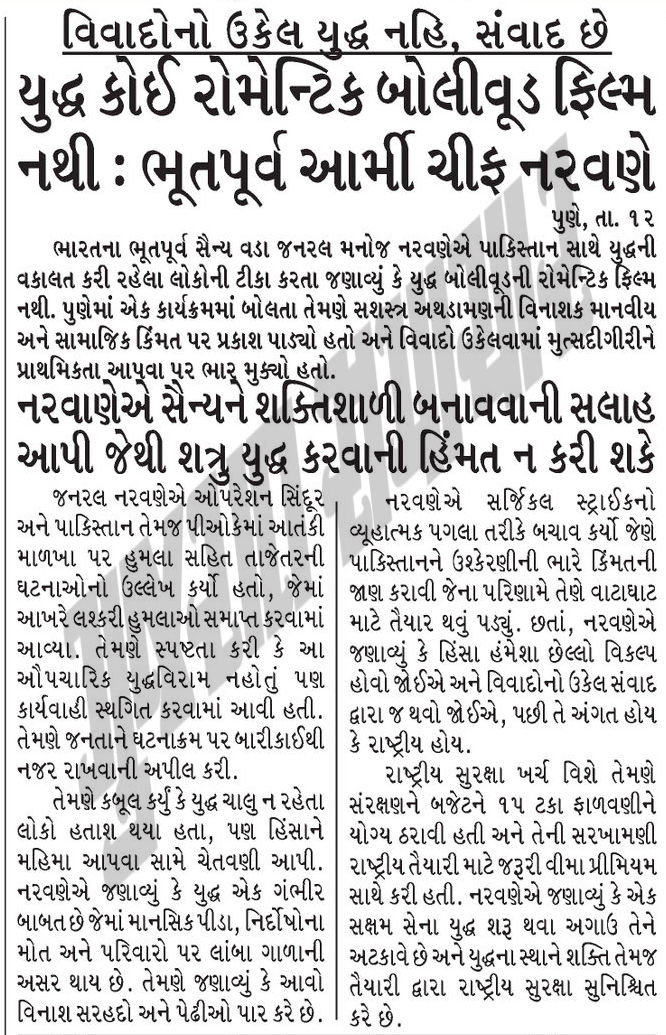 વિવાદોનો ઉકેલ યુદ્ધ નહિ, સંવાદ છે
યુદ્ધ કોઈ રોમેન્ટિક બોલીવૂડ ફિલ્મ
નથી : ભૂતપૂર્વ આર્મી ચીફ નરવણે
પુણે, તા. ૧૨
ભારતના ભૂતપૂર્વ સૈન્ય વડા જનરલ મનોજ નરવણેએ પાકિસ્તાન સાથે યુદ્ધની
વકાલત કરી રહેલા લોકોની ટીકા કરતા જણાવ્યું કે યુદ્ધ બોલીવૂડની રોમેન્ટિક ફિલ્મ
નથી. પુણેમાં એક કાર્યક્રમમાં બોલતા તેમણે સશસ્ત્ર અથડામણની વિનાશક માનવીય
અને સામાજિક કિંમત પર પ્રકાશ પાડ્યો હતો અને વિવાદો ઉકેલવામાં મુત્સદીગીરીને
પ્રાથમિકતા આપવા પર ભાર મુક્યો હતો.
નરવાણેએ સૈન્યને શક્તિશાળી બનાવવાની સલાહ
આપી જેથી શત્રુ યુદ્ધ કરવાની હિંમત ન કરી શકે
જનરલ નરવણેએ ઓપરેશન સિંદૂર
અને પાકિસ્તાન તેમજ પીઓકેમાં આતંકી
માળખા પર હુમલા સહિત તાજેતરની
ઘટનાઓનો ઉલ્લેખ કર્યો હતો, જેમાં
આખરે લશ્કરી હુમલાઓ સમાપ્ત કરવામાં
આવ્યા. તેમણે સ્પષ્ટતા કરી કે આ
ઔપચારિક યુદ્ધવિરામ નહોતું પણ
કાર્યવાહી સ્થગિત કરવામાં આવી હતી.
તેમણે જનતાને ઘટનાક્રમ પર બારીકાઈથી
નજર રાખવાની અપીલ કરી.
તેમણે કબૂલ કર્યું કે યુદ્ધ ચાલુ ન રહેતા
લોકો હતાશ થયા હતા, પણ હિંસાને
મહિમા આપવા સામે ચેતવણી આપી.
નરવણેએ જણાવ્યું કે યુદ્ધ એક ગંભીર
બાબત છે જેમાં માનસિક પીડા, નિર્દોષોના
મોત અને પરિવારો પર લાંબા ગાળાની
અસર થાય છે. તેમણે જણાવ્યું કે આવો
વિનાશ સરહદો અને પેઢીઓ પાર કરે છે.
નરવણેએ સર્જિકલ સ્ટ્રાઈકનો
વ્યૂહાત્મક પગલા તરીકે બચાવ કર્યો જેણે
પાકિસ્તાનને ઉશ્કેરણીની ભારે કિંમતની
જાણ કરાવી જેના પરિણામે તેણે વાટાઘાટ
માટે તૈયાર થવું પડ્યું. છતાં, નરવણેએ
જણાવ્યું કે હિંસા હંમેશા છેલ્લો વિકલ્પ
હોવો જોઈએ અને વિવાદોનો ઉકેલ સંવાદ
દ્વારા જ થવો જોઈએ, પછી તે અંગત હોય
કે રાષ્ટ્રીય હોય.
રાષ્ટ્રીય સુરક્ષા ખર્ચ વિશે તેમણે
સંરક્ષણને બજેટને ૧૫ ટકા ફાળવણીને
યોગ્ય ઠરાવી હતી અને તેની સરખામણી
રાષ્ટ્રીય તૈયારી માટે જરૂરી વીમા પ્રીમિયમ
સાથે કરી હતી. નરવણેએ જણાવ્યું કે એક
સક્ષમ સેના યુદ્ધ શરૂ થવા અગાઉ તેને
અટકાવે છે અને યુદ્ધના સ્થાને શક્તિ તેમજ
તૈયારી દ્વારા રાષ્ટ્રીય સુરક્ષા સુનિશ્ચિત
કરે છે.